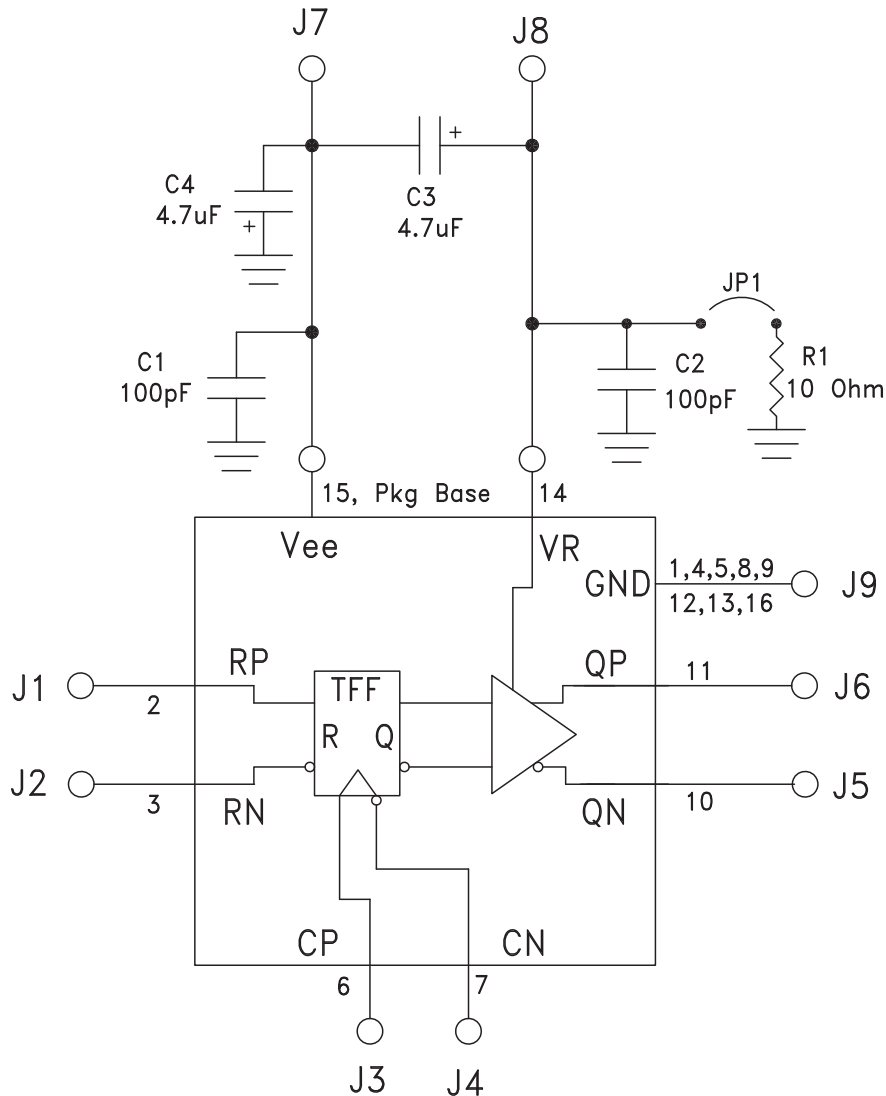 J7
J8
+
C4
4.7uF
+
C3
4.7uF
JP1
C1
100pF
C2
100pF
R1
10 Ohm
15, Pkg Base
14
Vee
VR
GND
1,4,5,8,9
12,13,16
J9
J1
2
RP
TFF
QP
11
J6
R
Q
J2
3
RN
QN
10
J5
CP
CN
6
7
J3
J4